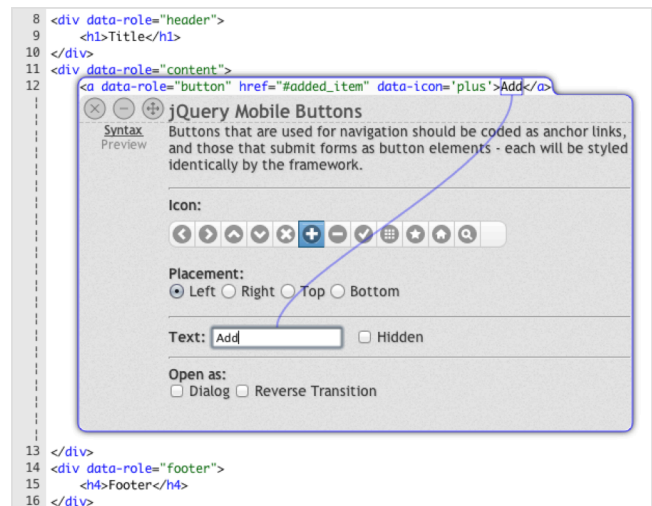 8 <div data-role="header">
9 <h1>Title</h1>
10 </div>
11 <div data-role="content">
12 <a data-role="button" href="#added_item" data-icon='plus'>Add</a>
jQuery Mobile Buttons
Syntax
Preview
Buttons that are used for navigation should be coded as anchor links,
and those that submit forms as button elements - each will be styled
identically by the framework.
Icon:
Placement:
Left Right Top Bottom
Text: Add Hidden
Open as:
Dialog Reverse Transition
13 </div>
14 <div data-role="footer">
15 <h4>Footer</h4>
16 </div>